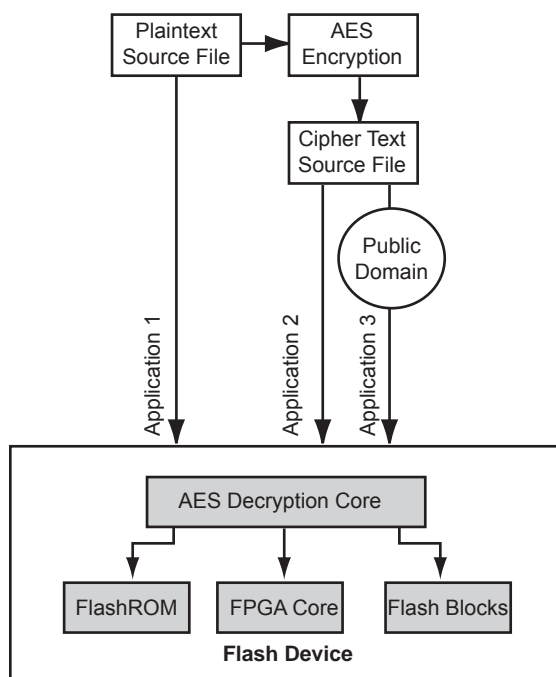 Plaintext
Source File
AES
Encryption
Cipher Text
Source File
Public
Domain
Application 1
Application 2
Application 3
AES Decryption Core
FlashROM
FPGA Core
Flash Blocks
Flash Device